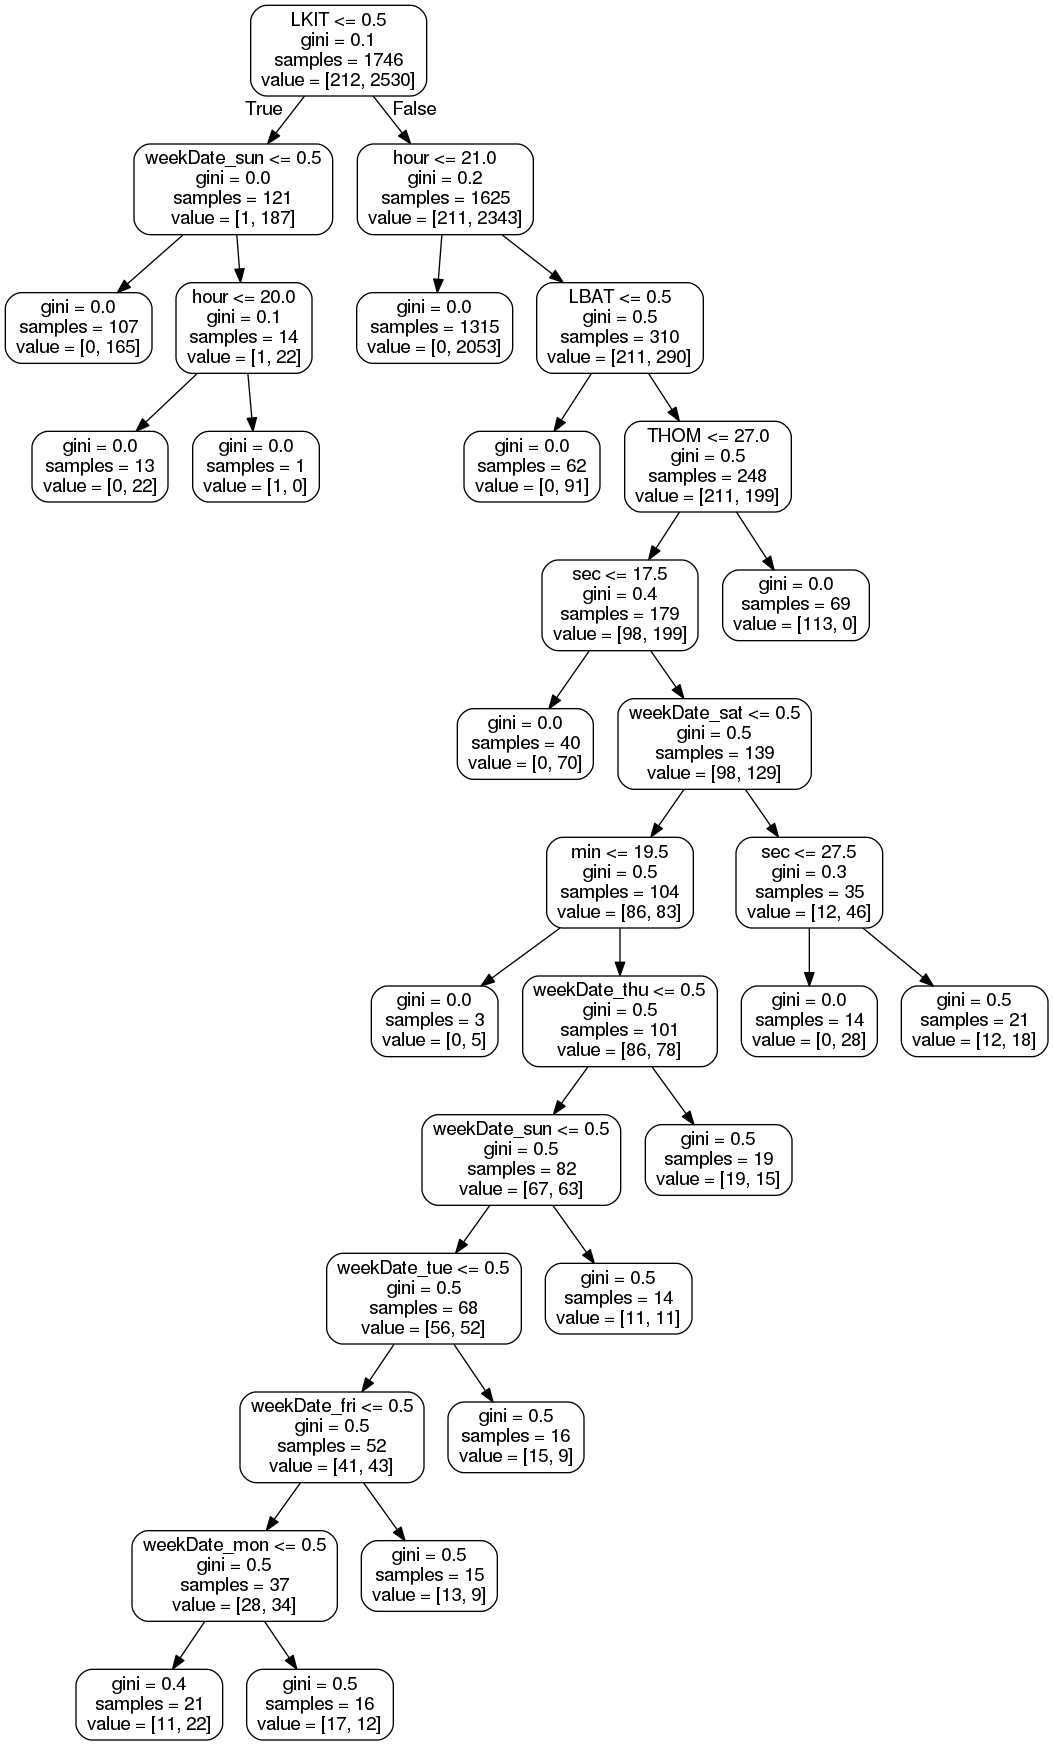 LKIT <= 0.5
gini = 0.1
samples = 1746
value = [212, 2530]
True
False
weekDate_sun <= 0.5
gini = 0.0
samples = 121
value = [1, 187]
hour <= 21.0
gini = 0.2
samples = 1625
value = [211, 2343]
gini = 0.0
samples = 107
value = [0, 165]
hour <= 20.0
gini = 0.1
samples = 14
value = [1, 22]
gini = 0.0
samples = 1315
value = [0, 2053]
LBAT <= 0.5
gini = 0.5
samples = 310
value = [211, 290]
gini = 0.0
samples = 13
value = [0, 22]
gini = 0.0
samples = 1
value = [1, 0]
gini = 0.0
samples = 62
value = [0, 91]
THOM <= 27.0
gini = 0.5
samples = 248
value = [211, 199]
sec <= 17.5
gini = 0.4
samples = 179
value = [98, 199]
gini = 0.0
samples = 69
value = [113, 0]
gini = 0.0
samples = 40
value = [0, 70]
weekDate_sat <= 0.5
gini = 0.5
samples = 139
value = [98, 129]
min <= 19.5
gini = 0.5
samples = 104
value = [86, 83]
sec <= 27.5
gini = 0.3
samples = 35
value = [12, 46]
gini = 0.0
samples = 3
value = [0, 5]
weekDate_thu <= 0.5
gini = 0.5
samples = 101
value = [86, 78]
gini = 0.0
samples = 14
value = [0, 28]
gini = 0.5
samples = 21
value = [12, 18]
weekDate_sun <= 0.5
gini = 0.5
samples = 82
value = [67, 63]
gini = 0.5
samples = 19
value = [19, 15]
weekDate_tue <= 0.5
gini = 0.5
samples = 68
value = [56, 52]
gini = 0.5
samples = 14
value = [11, 11]
weekDate_fri <= 0.5
gini = 0.5
samples = 52
value = [41, 43]
gini = 0.5
samples = 16
value = [15, 9]
weekDate_mon <= 0.5
gini = 0.5
samples = 37
value = [28, 34]
gini = 0.5
samples = 15
value = [13, 9]
gini = 0.4
samples = 21
value = [11, 22]
gini = 0.5
samples = 16
value = [17, 12]